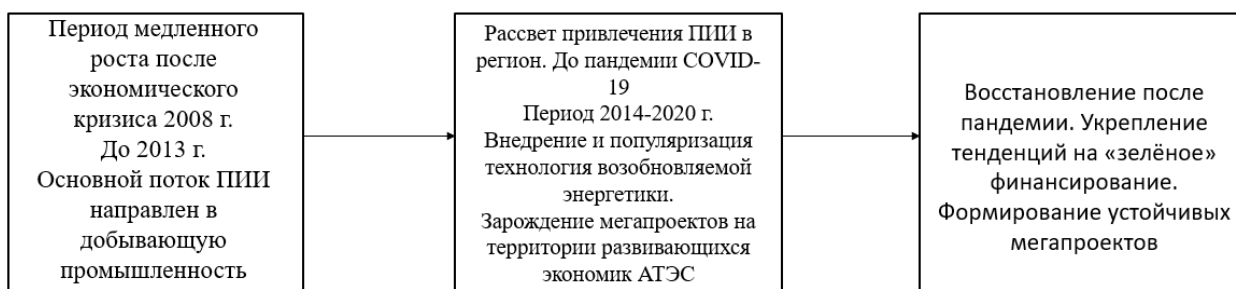 Период медленного
роста после
экономического
кризиса 2008 г.
До 2013 г.
Основной поток ПИИ
направлен в
добывающую
промышленность
Рассвет привлечения ПИИ в
регион. До пандемии COVID-
19
Период 2014-2020 г.
Внедрение и популяризация
технология возобновляемой
энергетики.
Зарождение мегапроектов на
территории развивающихся
экономик АТЭС
Восстановление после
пандемии. Укрепление
тенденций на «зелёное»
финансирование.
Формирование устойчивых
мегапроектов